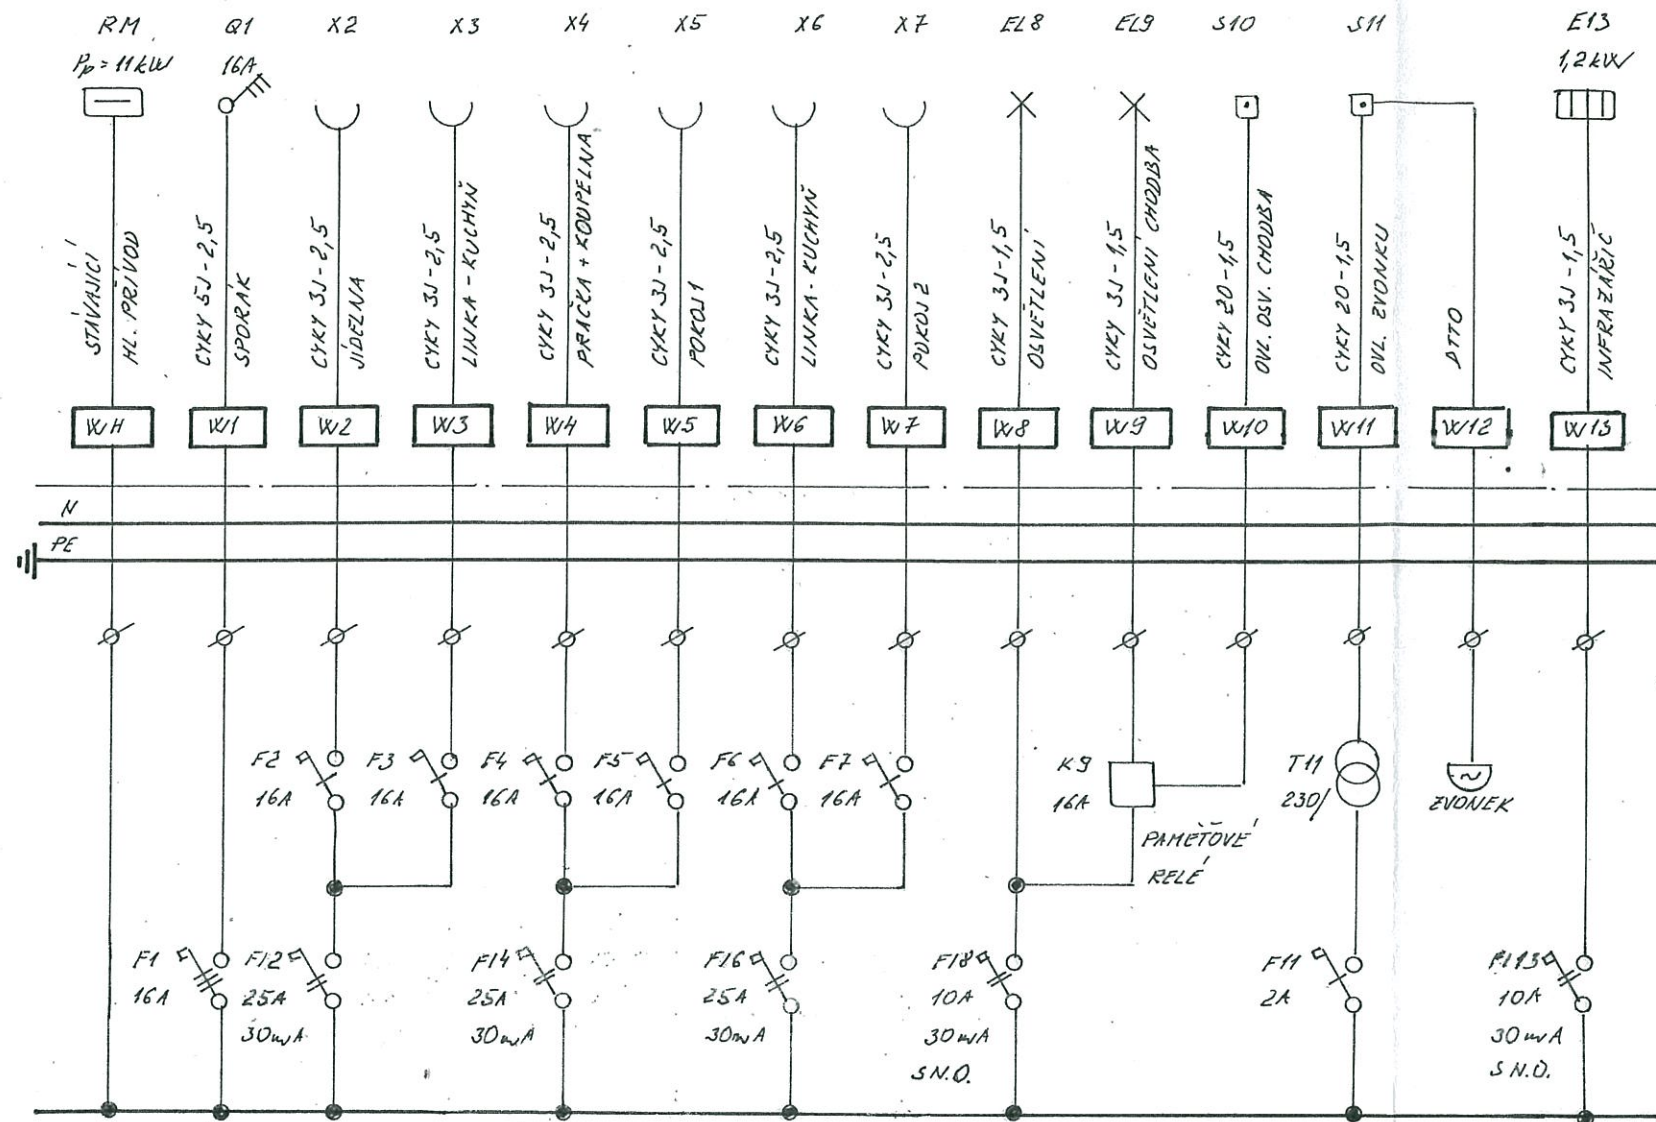 RM Q1 X2 X3 X4 X5 X6 X7 EL8 EL9 S10 S11 E13
Pp=11kW 16A 1,2kW
STÁVAJÍCÍ
HL. PŘÍVOD
CYKY 5J-2,5
SPORÁK
CYKY 3J-2,5
JÍDELNA
CYKY 3J-2,5
LINKA-KUCHYŇ
CYKY 3J-2,5
PRAČKA + KOUPELNA
CYKY 3J-2,5
POKOJ 1
CYKY 3J-2,5
LINKA-KUCHYŇ
CYKY 3J-2,5
POKOJ 2
CYKY 3J-1,5
OSVĚTLENÍ
CYKY 3J-1,5
OSVĚTLENÍ CHODBA
CYKY 2O-1,5
OVL. OSV. CHODBA
CYKY 2O-1,5
OVL. ZVONKU
DTTO
CYKY 3J-1,5
INFRAZÁŘIČ
WH W1 W2 W3 W4 W5 W6 W7 W8 W9 W10 W11 W12 W13
N
PE
F2 F3 F4 F5 F6 F7 K9 T11
16A 16A 16A 16A 16A 16A 16A 230/ ZVONEK
PAMĚŤOVÉ
RELÉ
F1 FI2 FI4 FI6 FI8 F11 FI13
16A 25A 25A 25A 10A 2A 10A
30mA 30mA 30mA 30mA 30mA
S N.O. S N.O.